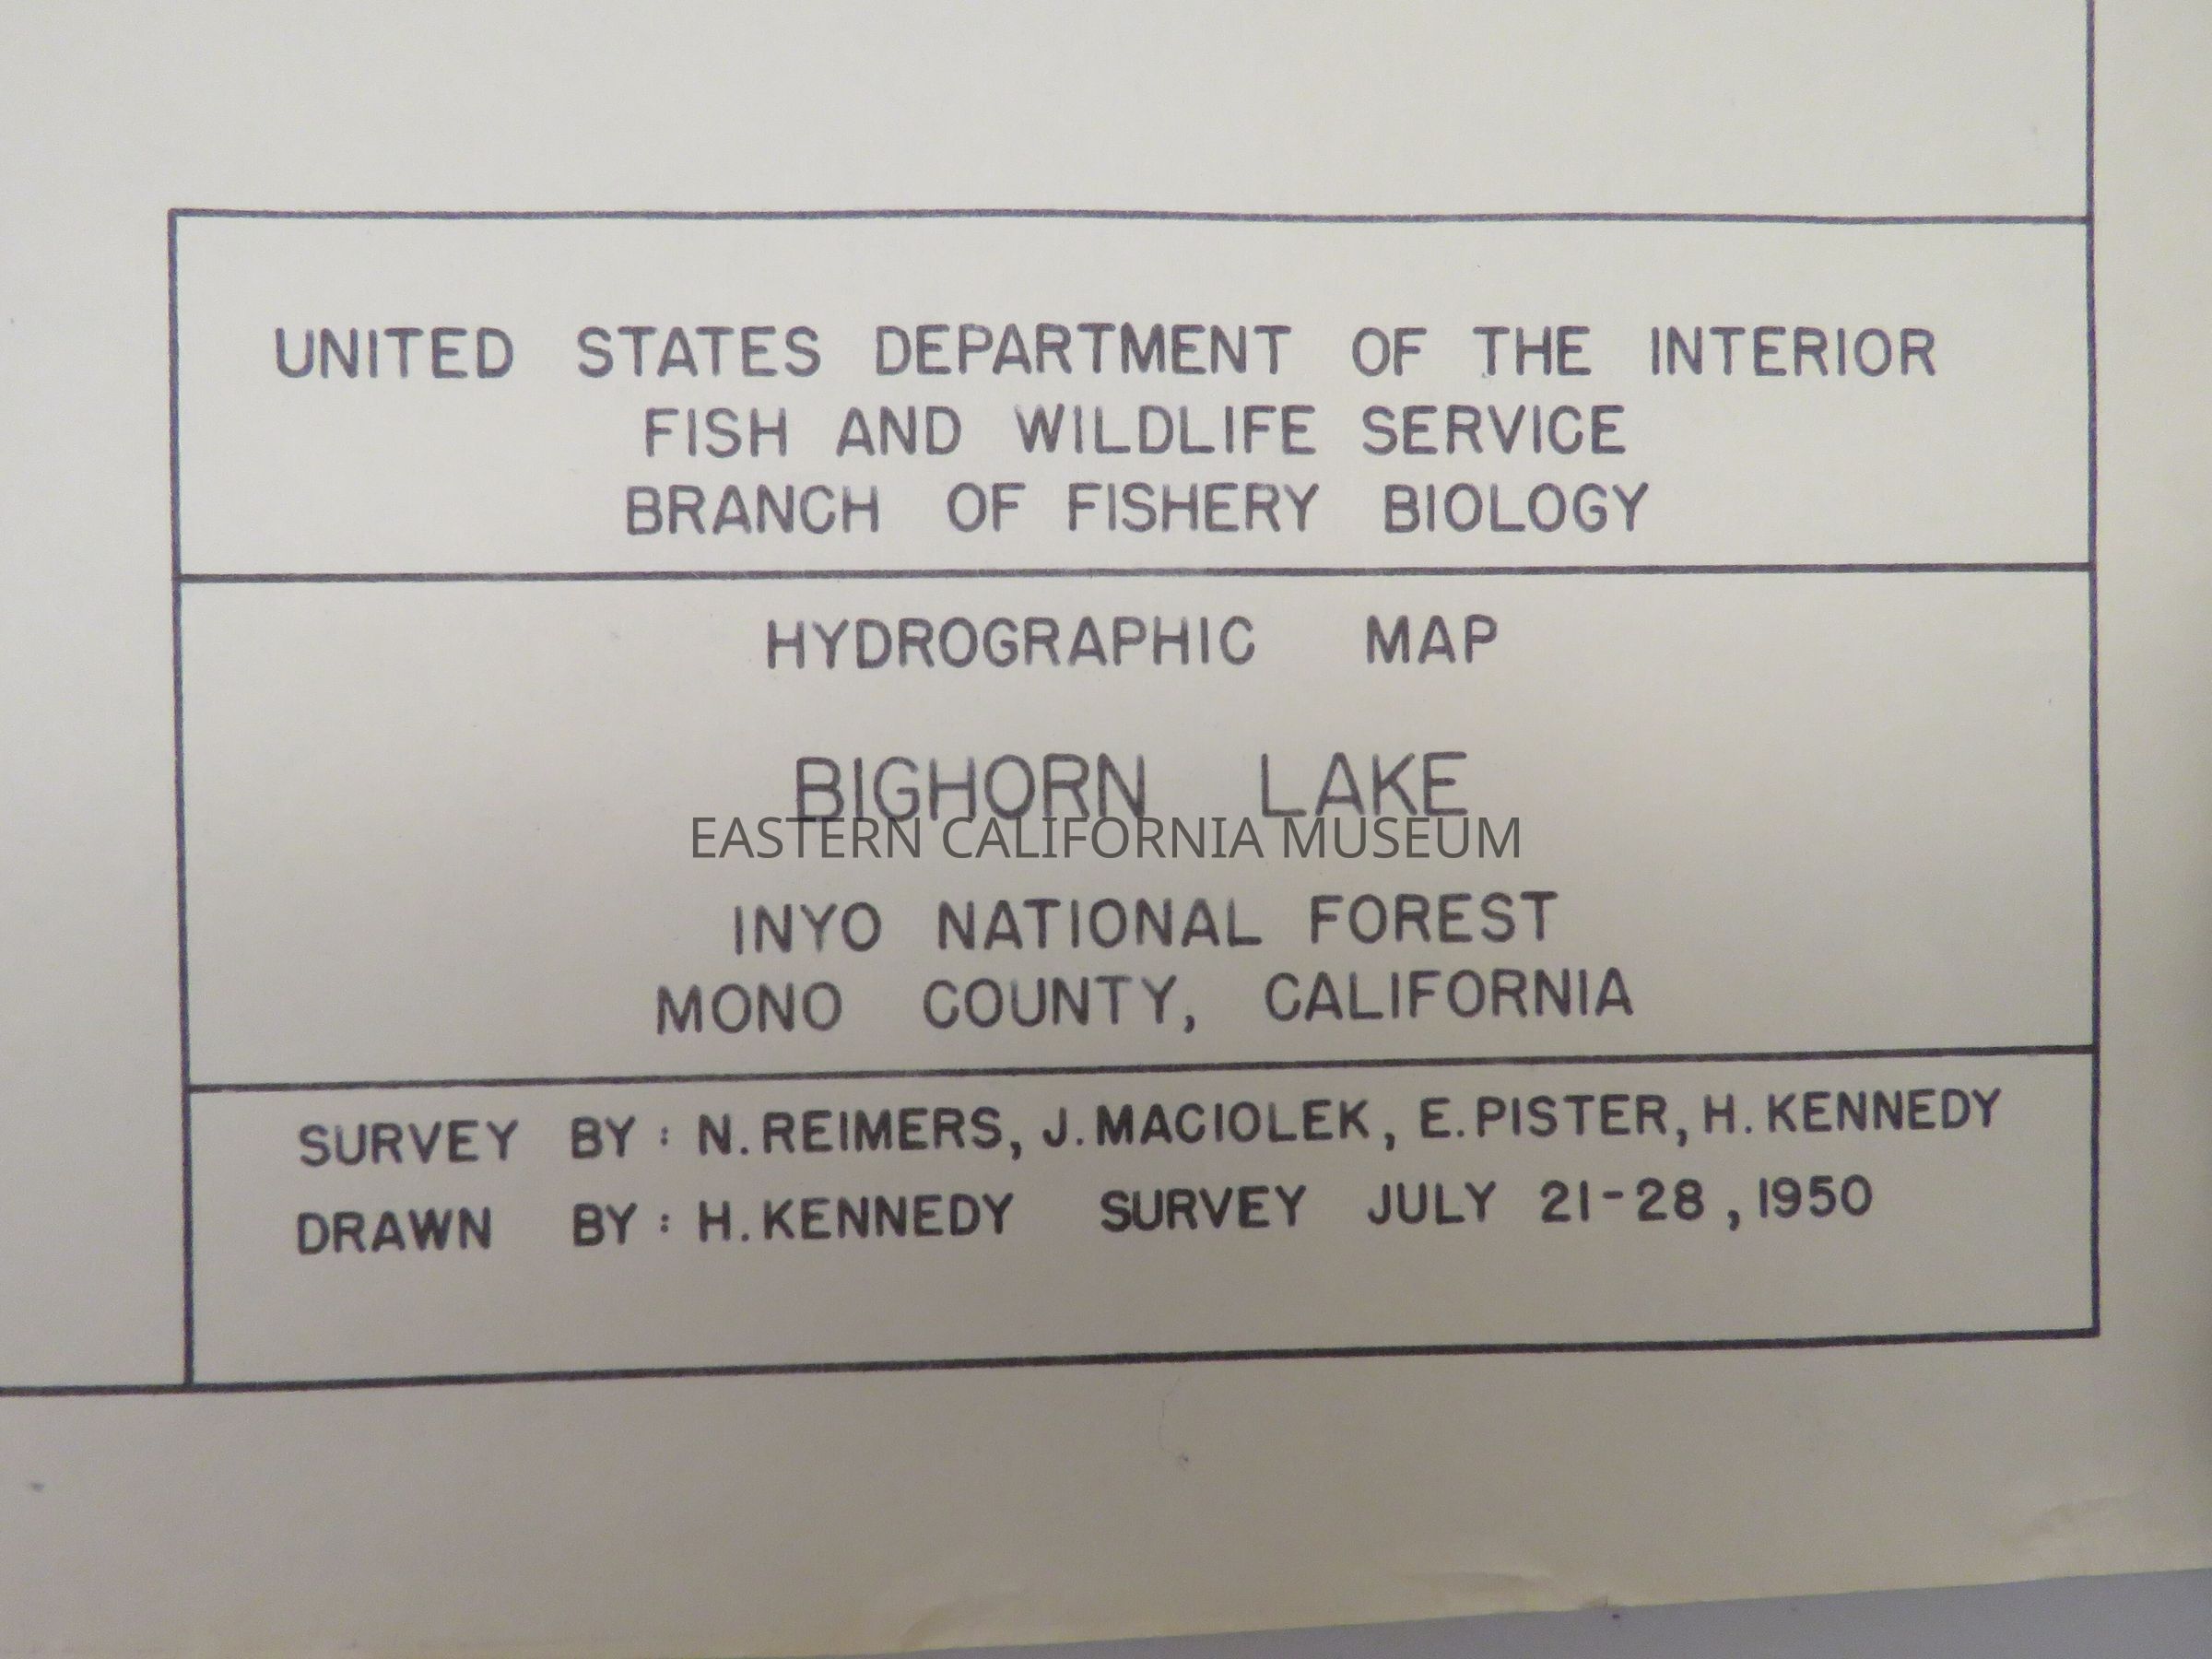 UNITED STATES DEPARTMENT OF THE INTERIOR
FISH AND WILDLIFE SERVICE
BRANCH OF FISHERY BIOLOGY
HYDROGRAPHIC MAP
BIGHORN LAKE
EASTERN CALIFORNIA MUSEUM
INYO NATIONAL FOREST
MONO COUNTY, CALIFORNIA
SURVEY BY: N. REIMERS, J. MACIOLEK, E. PISTER, H. KENNEDY
DRAWN BY: H. KENNEDY SURVEY JULY 21-28, 1950